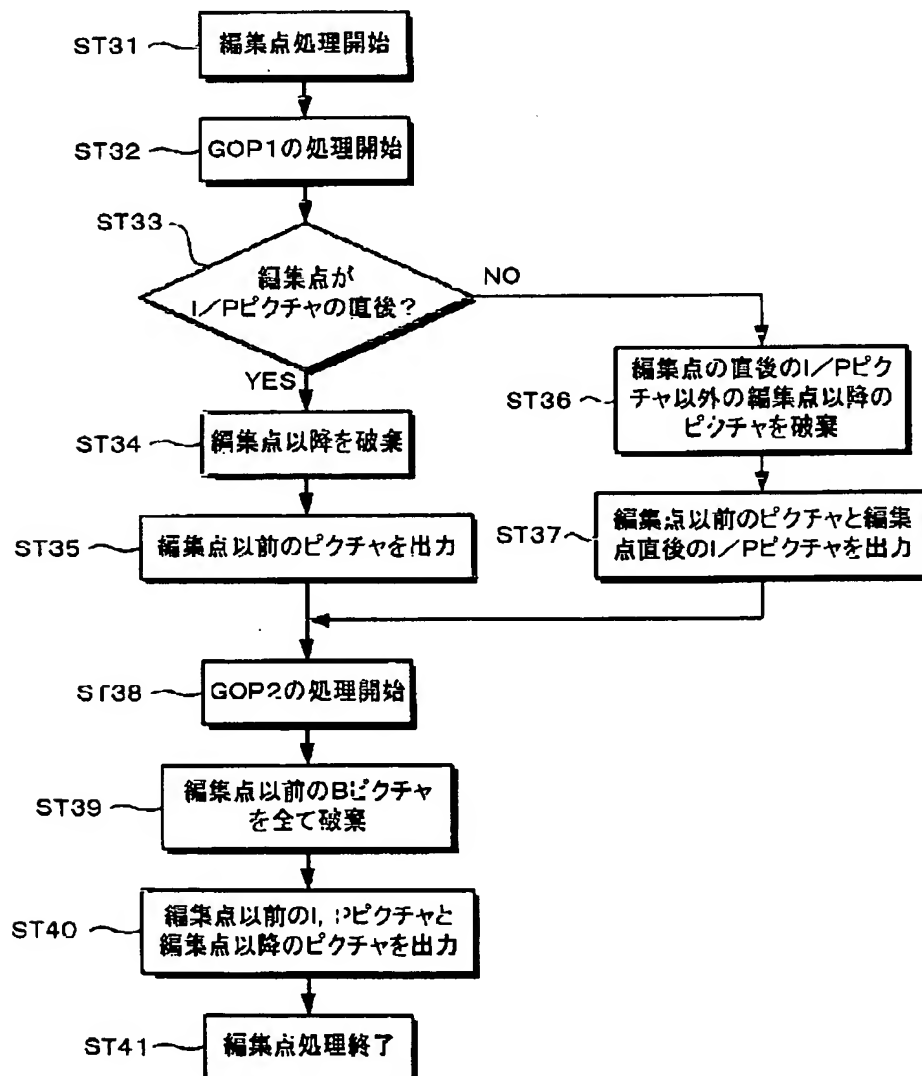 ST31
編集点処理開始
ST32
GOP1の処理開始
ST33
編集点が
I/Pピクチャの直後?
NO
YES
ST34
編集点以降を破棄
ST35
編集点以前のピクチャを出力
ST36
編集点の直後のI/Pピク
チャ以外の編集点以降の
ピクチャを破棄
ST37
編集点以前のピクチャと編集
点直後のI/Pピクチャを出力
ST38
GOP2の処理開始
ST39
編集点以前のBピクチャ
を全て破棄
ST40
編集点以前のI, Pピクチャと
編集点以降のピクチャを出力
ST41
編集点処理終了